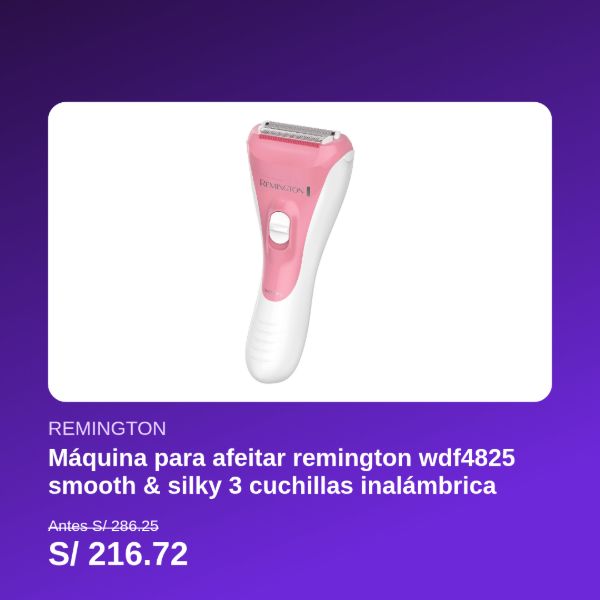 REMINGTON
REMINGTON
Máquina para afeitar remington wdf4825
smooth & silky 3 cuchillas inalámbrica
Antes S/ 286.25
S/ 216.72